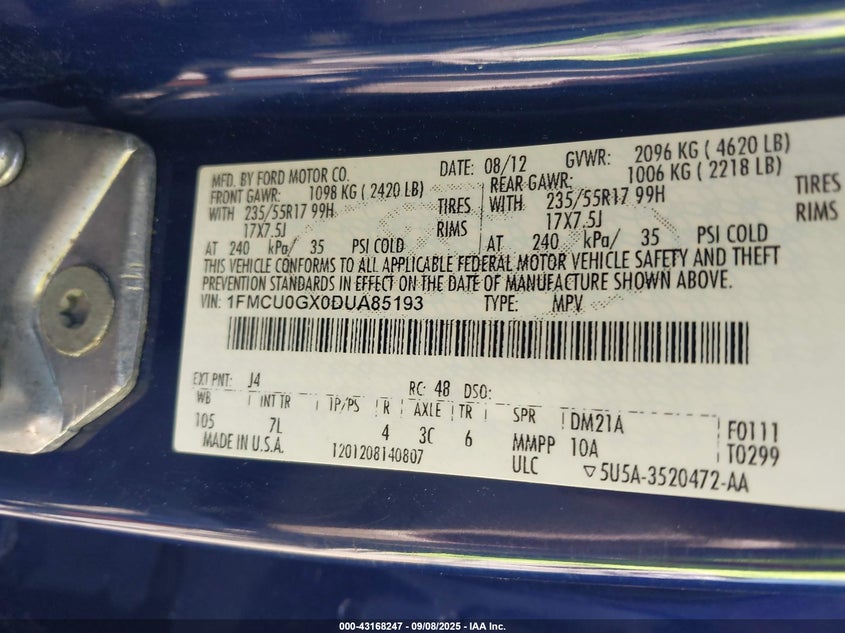 MFD. BY FORD MOTOR CO. DATE: 08/12 GVWR: 2096 KG ( 4620 LB)
FRONT GAWR: 1098 KG ( 2420 LB) REAR GAWR: 1006 KG ( 2218 LB)
WITH 235/55R17 99H TIRES WITH 235/55R17 99H TIRES
17X7.5J RIMS 17X7.5J RIMS
AT 240 kPa/ 35 PSI COLD AT 240 kPa/ 35 PSI COLD
THIS VEHICLE CONFORMS TO ALL APPLICABLE FEDERAL MOTOR VEHICLE SAFETY AND THEFT
PREVENTION STANDARDS IN EFFECT ON THE DATE OF MANUFACTURE SHOWN ABOVE.
VIN: 1FMCU0GX0DUA85193 TYPE: MPV
EXT PNT: J4 RC: 48 DSO:
WB INT TR TP/PS R AXLE TR SPR DM21A F0111
105 7L 4 3C 6 MMPP 10A T0299
MADE IN U.S.A. 1201208140807 ULC ▽5U5A-3520472-AA
000-43168247 - 09/08/2025 - IAA Inc.